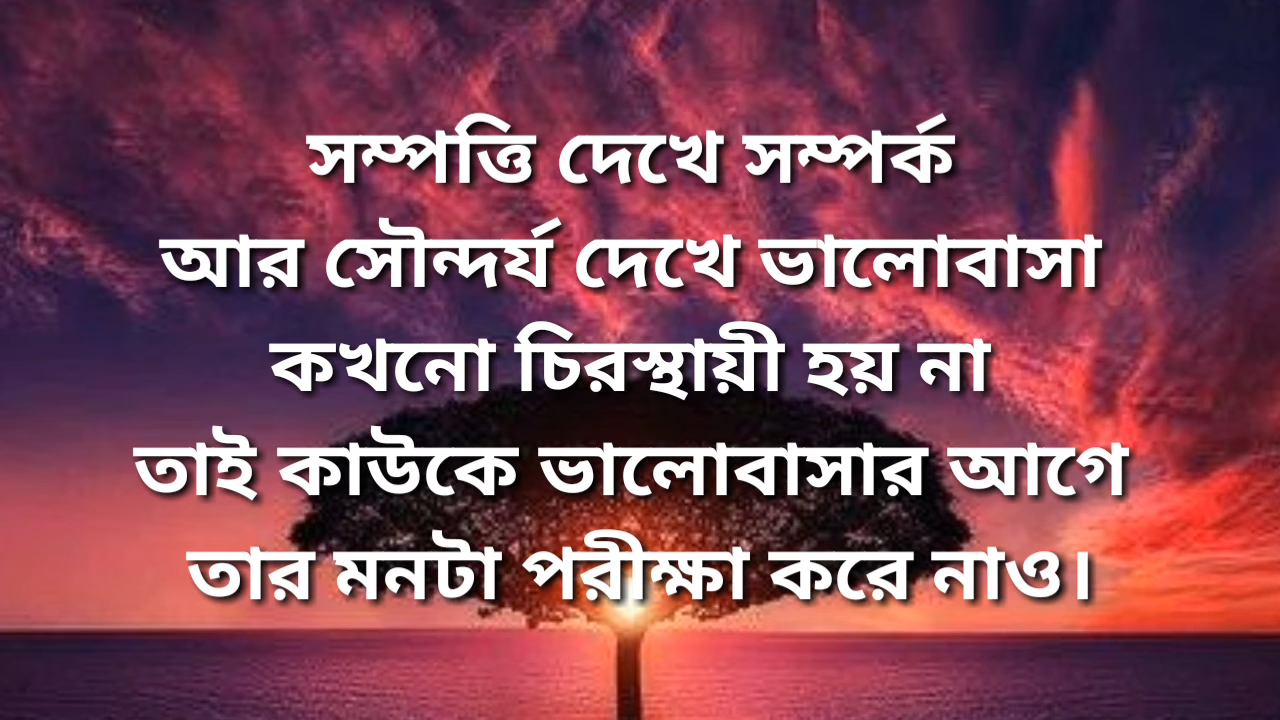 সম্পত্তি দেখে সম্পর্ক
আর সৌন্দর্য দেখে ভালোবাসা
কখনো চিরস্থায়ী হয় না
তাই কাউকে ভালোবাসার আগে
তার মনটা পরীক্ষা করে নাও।